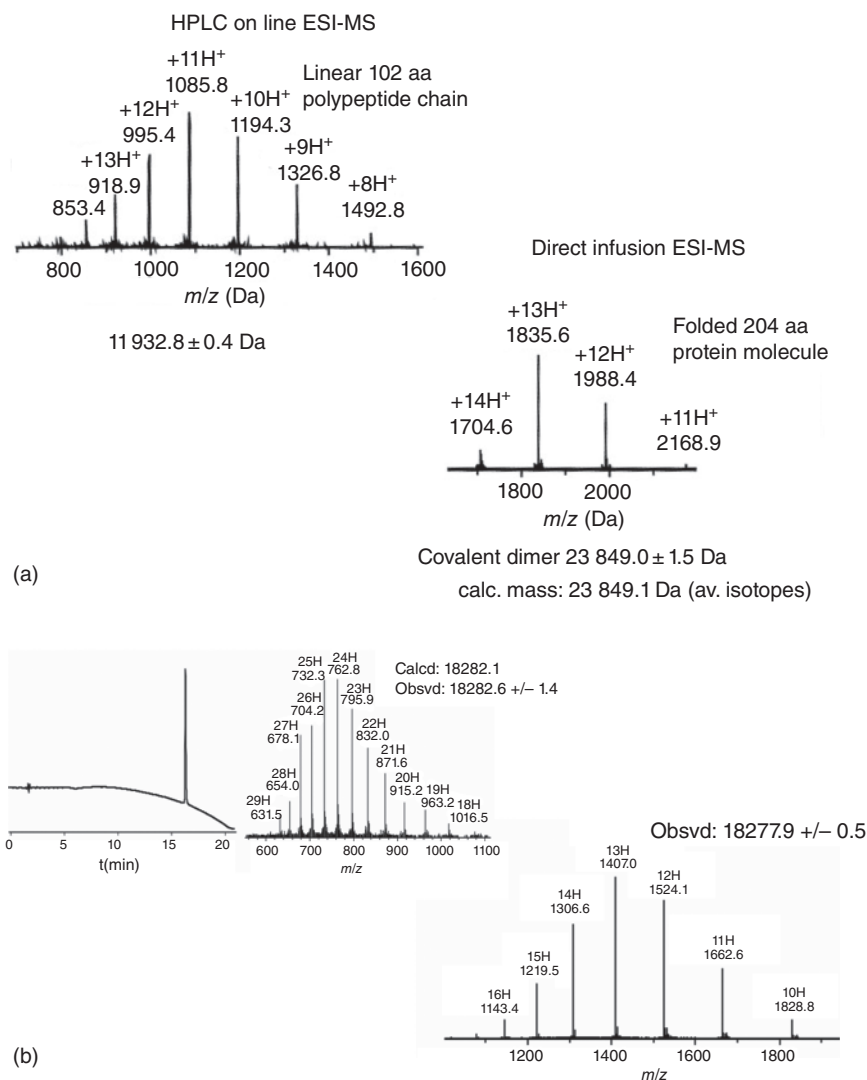 HPLC on line ESI-MS
+11H+
1085.8
Linear 102 aa
polypeptide chain
+12H+
995.4
+10H+
1194.3
+13H+
918.9
+9H+
1326.8
853.4
+8H+
1492.8
800 1000 1200 1400 1600
m/z (Da)
11 932.8 ± 0.4 Da
Direct infusion ESI-MS
+13H+
1835.6
Folded 204 aa
protein molecule
+12H+
1988.4
+14H+
1704.6
+11H+
2168.9
1800 2000
m/z (Da)
Covalent dimer 23 849.0 ± 1.5 Da
calc. mass: 23 849.1 Da (av. isotopes)
(a)
0 5 10 15 20
t(min)
25H
732.3
24H
762.8
Calcd: 18282.1
Obsvd: 18282.6 +/− 1.4
26H
704.2
23H
795.9
27H
678.1
22H
832.0
21H
871.6
28H
654.0
20H
915.2
29H
631.5
19H
963.2
18H
1016.5
600 700 800 900 1000 1100
m/z
Obsvd: 18277.9 +/− 0.5
13H
1407.0
12H
1524.1
14H
1306.6
11H
1662.6
15H
1219.5
16H
1143.4
10H
1828.8
1200 1400 1600 1800
m/z
(b)